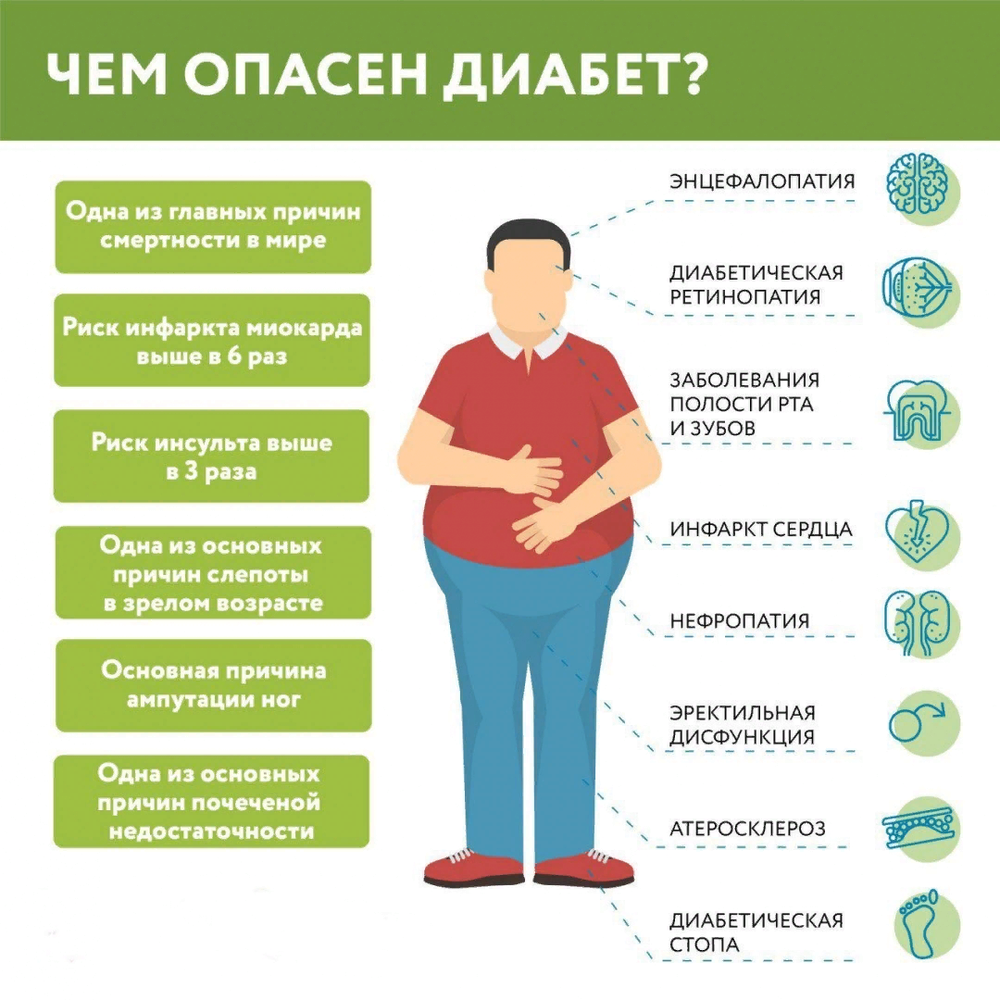 ЧЕМ ОПАСЕН ДИАБЕТ?
Одна из главных причин
смертности в мире
Риск инфаркта миокарда
выше в 6 раз
Риск инсульта выше
в 3 раза
Одна из основных
причин слепоты
в зрелом возрасте
Основная причина
ампутации ног
Одна из основных
причин почеченой
недостаточности
ЭНЦЕФАЛОПАТИЯ
ДИАБЕТИЧЕСКАЯ
РЕТИНОПАТИЯ
ЗАБОЛЕВАНИЯ
ПОЛОСТИ РТА
И ЗУБОВ
ИНФАРКТ СЕРДЦА
НЕФРОПАТИЯ
ЭРЕКТИЛЬНАЯ
ДИСФУНКЦИЯ
АТЕРОСКЛЕРОЗ
ДИАБЕТИЧЕСКАЯ
СТОПА